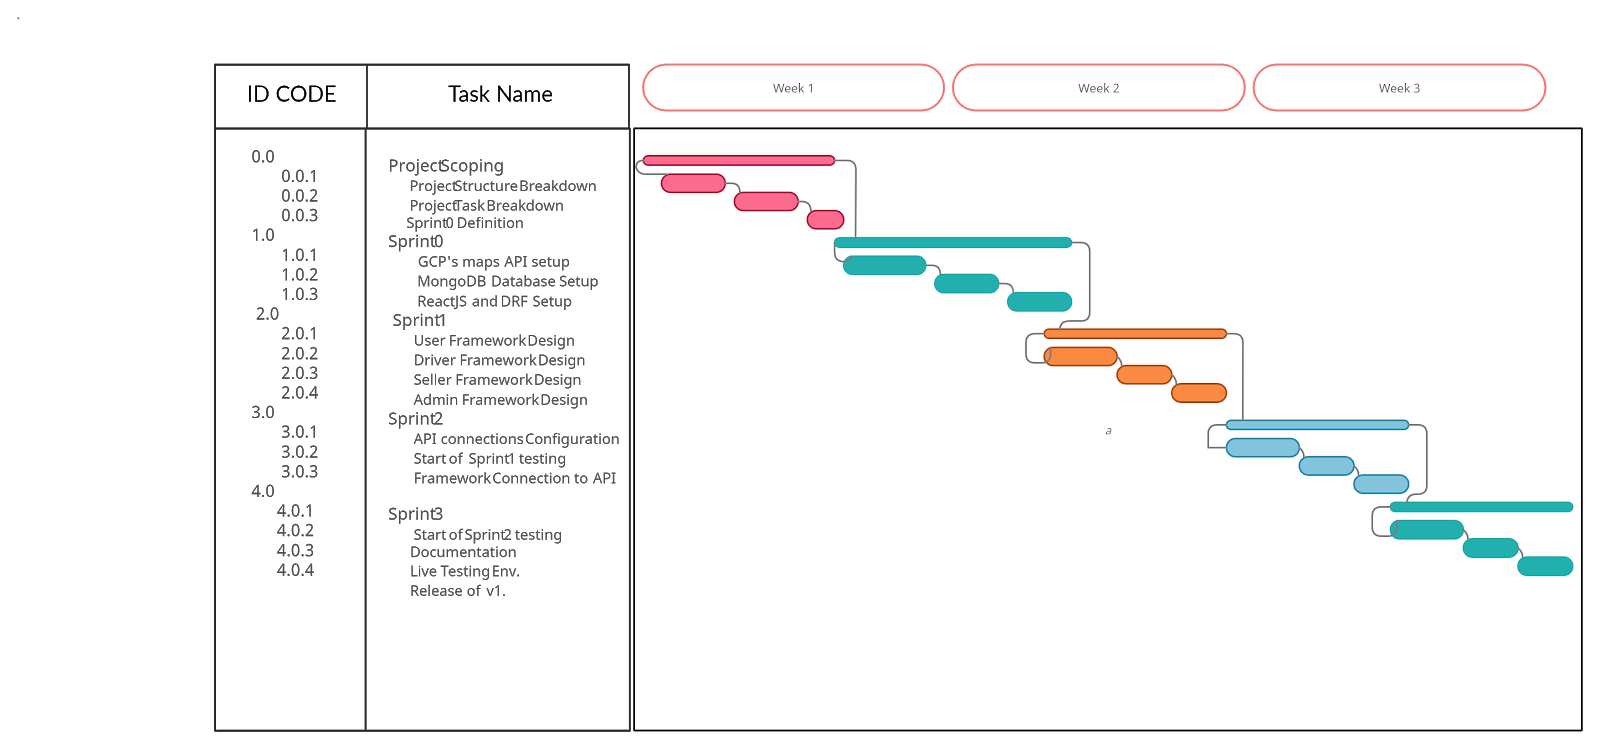 ID CODE
Task Name
Week 1
Week 2
Week 3
0.0
Project Scoping
0.0.1
Project Structure Breakdown
0.0.2
Project Task Breakdown
0.0.3
Sprint0 Definition
1.0
Sprint0
1.0.1
GCP's maps API setup
1.0.2
MongoDB Database Setup
1.0.3
ReactJS and DRF Setup
2.0
Sprint1
2.0.1
User Framework Design
2.0.2
Driver Framework Design
2.0.3
Seller Framework Design
2.0.4
Admin Framework Design
3.0
Sprint2
3.0.1
API connections Configuration
3.0.2
Start of Sprint1 testing
3.0.3
Framework Connection to API
4.0
Sprint3
4.0.1
Start of Sprint2 testing
4.0.2
Documentation
4.0.3
Live Testing Env.
4.0.4
Release of v1.
a